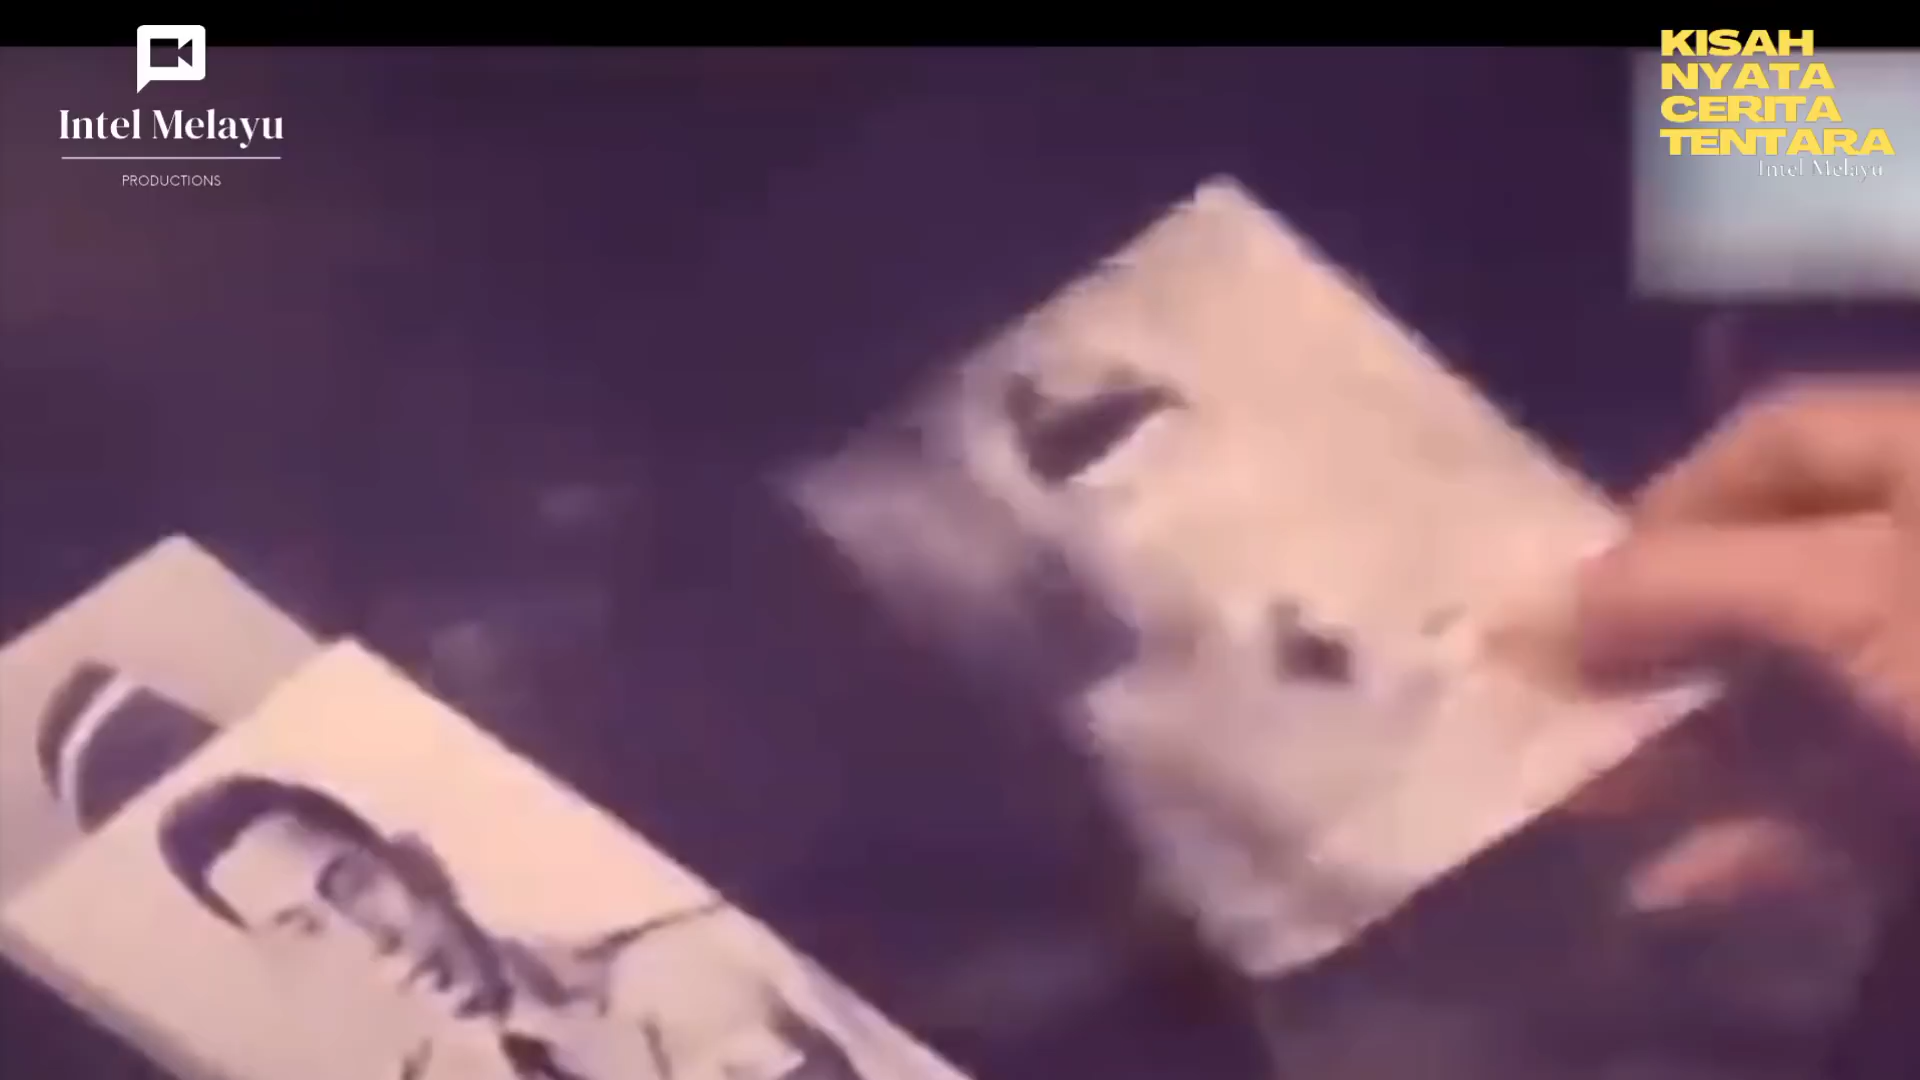 Intel Melayu
PRODUCTIONS
KISAH
NYATA
CERITA
TENTARA
Intel Melayu